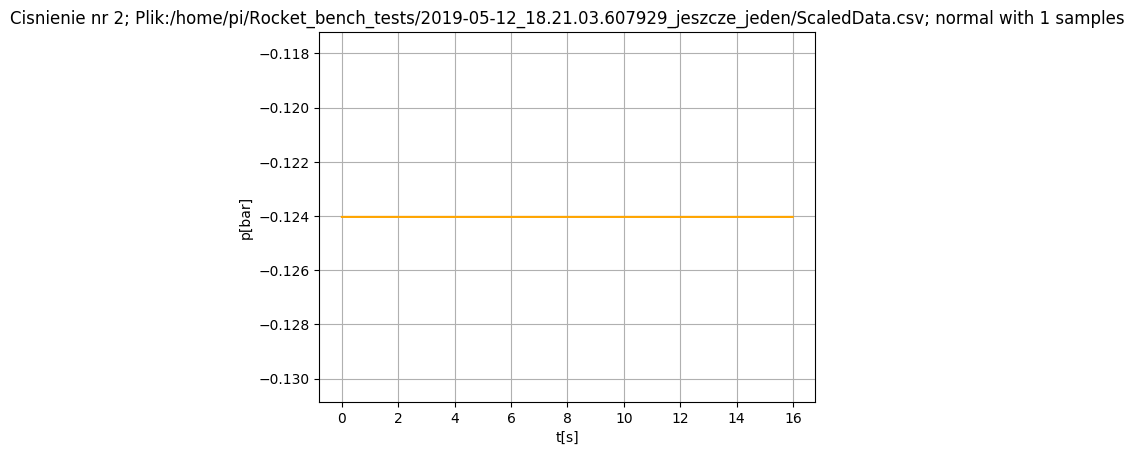 Cisnienie nr 2; Plik:/home/pi/Rocket_bench_tests/2019-05-12_18.21.03.607929_jeszcze_jeden/ScaledData.csv; normal with 1 samples
−0.118
−0.120
−0.122
−0.124
−0.126
−0.128
−0.130
p[bar]
0 2 4 6 8 10 12 14 16
t[s]